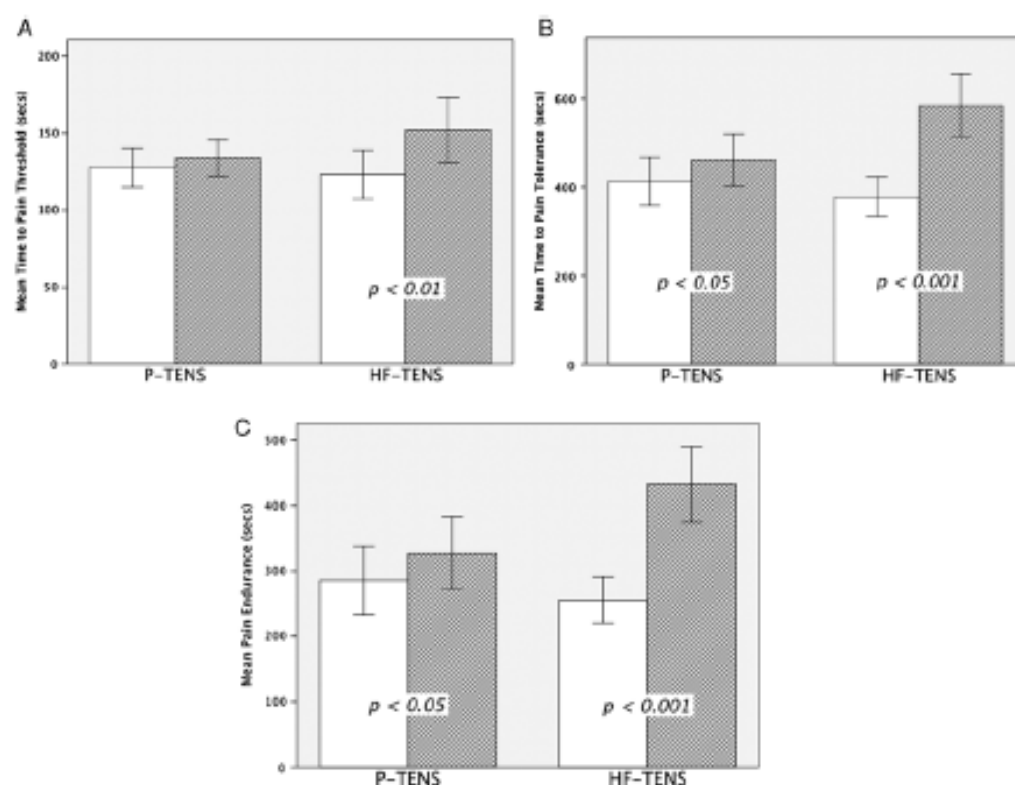 A
Mean Time to Pain Threshold (secs)
200
150
100
50
0
p < 0.01
P-TENS
HF-TENS
B
Mean Time to Pain Tolerance (secs)
600
400
200
0
p < 0.05
p < 0.001
P-TENS
HF-TENS
C
Mean Pain Endurance (secs)
500
400
300
200
100
0
p < 0.05
p < 0.001
P-TENS
HF-TENS